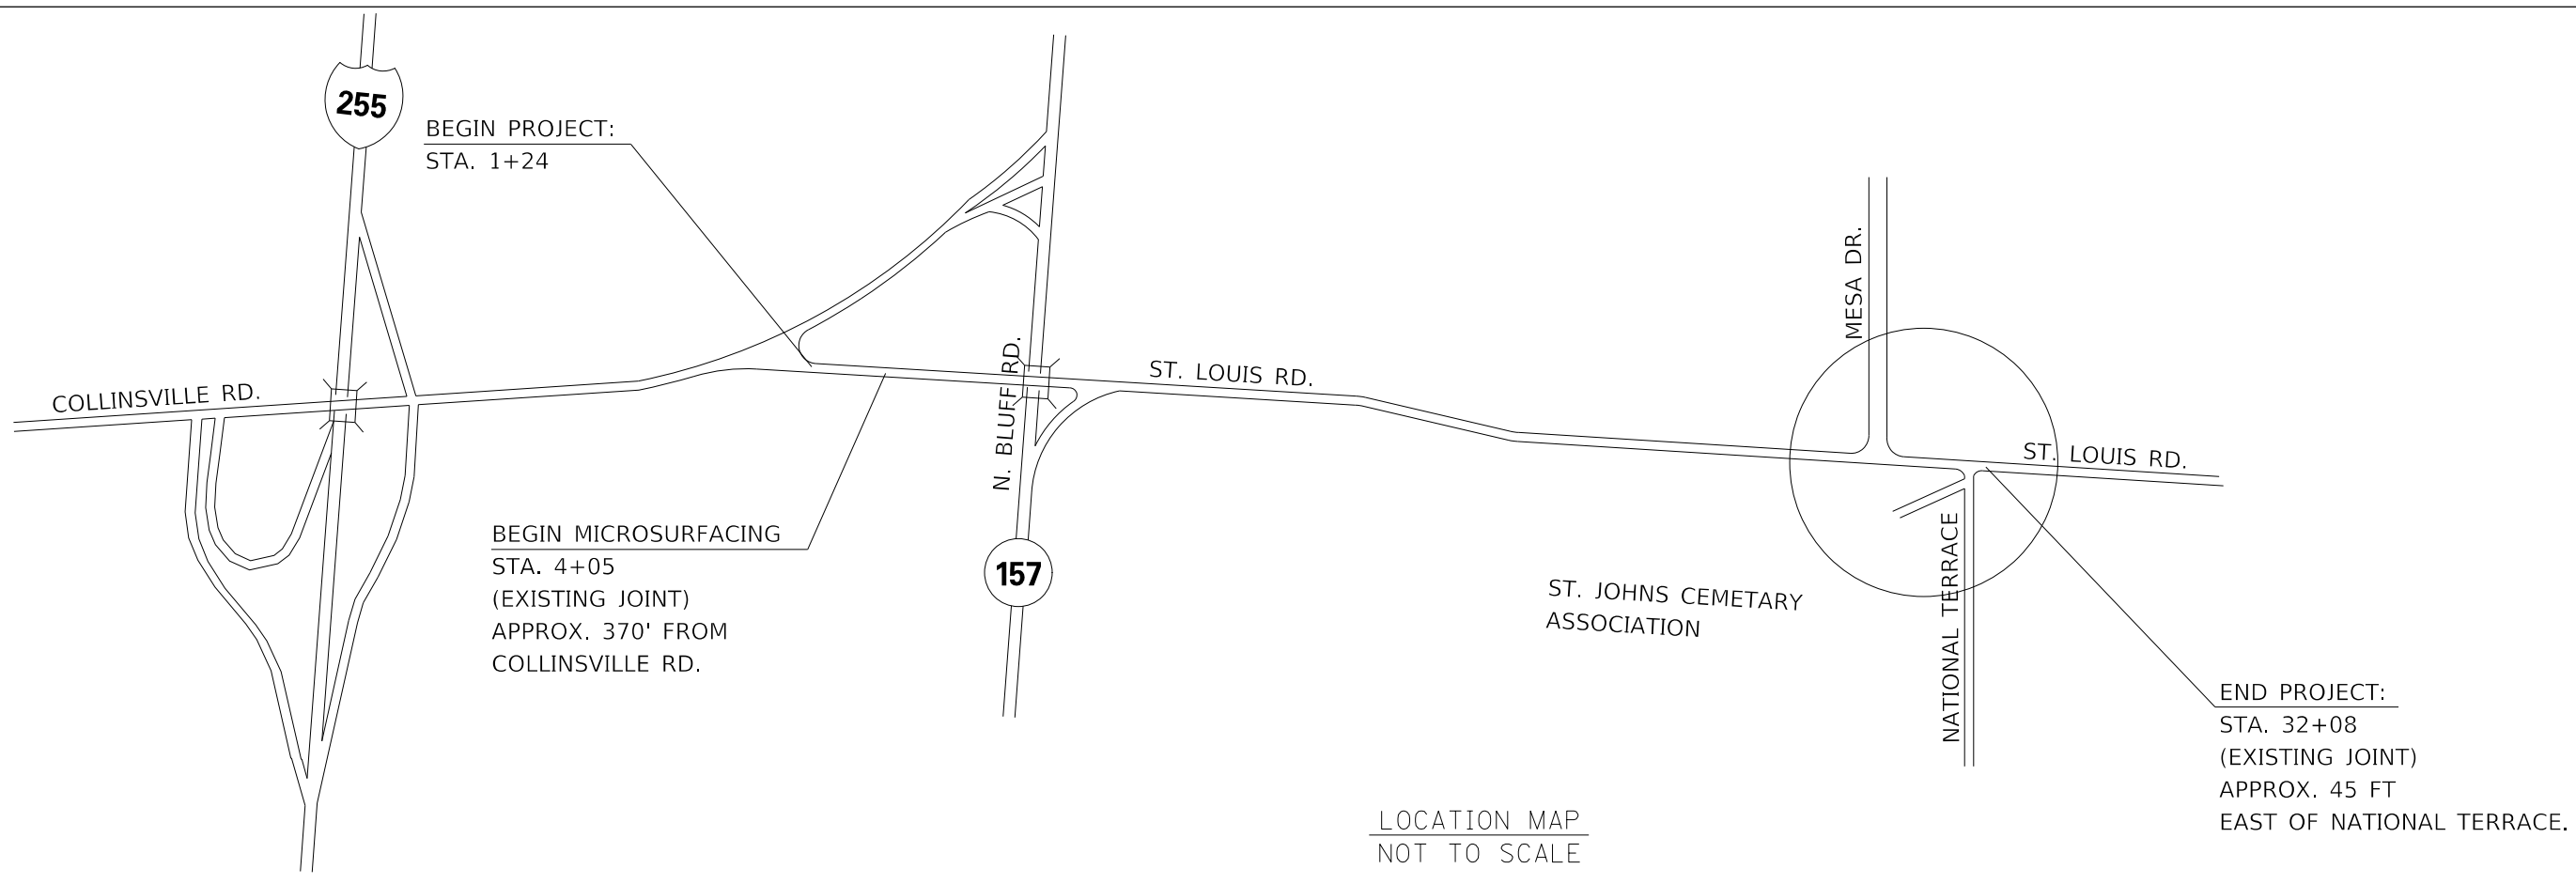 255
BEGIN PROJECT:
STA. 1+24
MESA DR.
COLLINSVILLE RD.
N. BLUFF RD.
ST. LOUIS RD.
ST. LOUIS RD.
BEGIN MICROSURFACING
STA. 4+05
(EXISTING JOINT)
APPROX. 370' FROM
COLLINSVILLE RD.
157
ST. JOHNS CEMETARY
ASSOCIATION
NATIONAL TERRACE
END PROJECT:
STA. 32+08
(EXISTING JOINT)
APPROX. 45 FT
EAST OF NATIONAL TERRACE.
LOCATION MAP
NOT TO SCALE